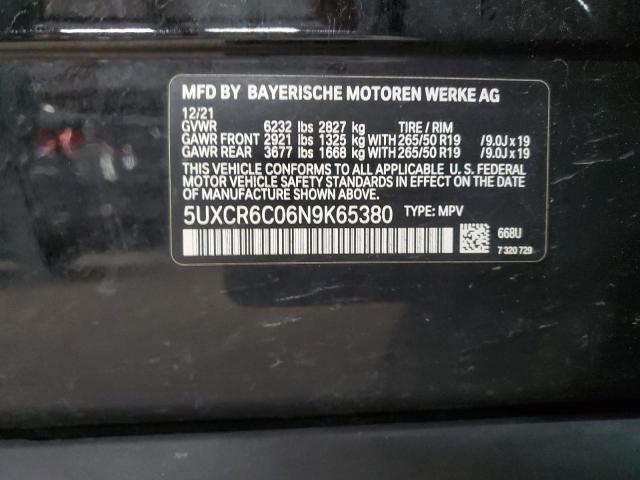 MFD BY BAYERISCHE MOTOREN WERKE AG
12/21
GVWR 6232 lbs 2827 kg TIRE / RIM
GAWR FRONT 2921 lbs 1325 kg WITH 265/50 R19 /9.0J x 19
GAWR REAR 3677 lbs 1668 kg WITH 265/50 R19 /9.0J x 19
THIS VEHICLE CONFORMS TO ALL APPLICABLE U. S. FEDERAL
MOTOR VEHICLE SAFETY STANDARDS IN EFFECT ON THE DATE
OF MANUFACTURE SHOWN ABOVE.
5UXCR6C06N9K65380 TYPE: MPV
668U
7 320 729